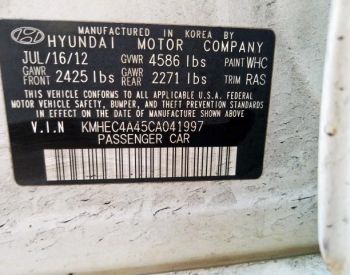 MANUFACTURED IN KOREA BY
HYUNDAI MOTOR COMPANY
JUL/16/12 GVWR 4586 lbs PAINT WHC
GAWR FRONT 2425 lbs GAWR REAR 2271 lbs TRIM RAS
THIS VEHICLE CONFORMS TO ALL APPLICABLE U.S.A. FEDERAL
MOTOR VEHICLE SAFETY, BUMPER, AND THEFT PREVENTION
STANDARDS IN EFFECT ON THE DATE OF MANUFACTURE
SHOWN ABOVE.
V.I.N KMHEC4A45CA041997
PASSENGER CAR